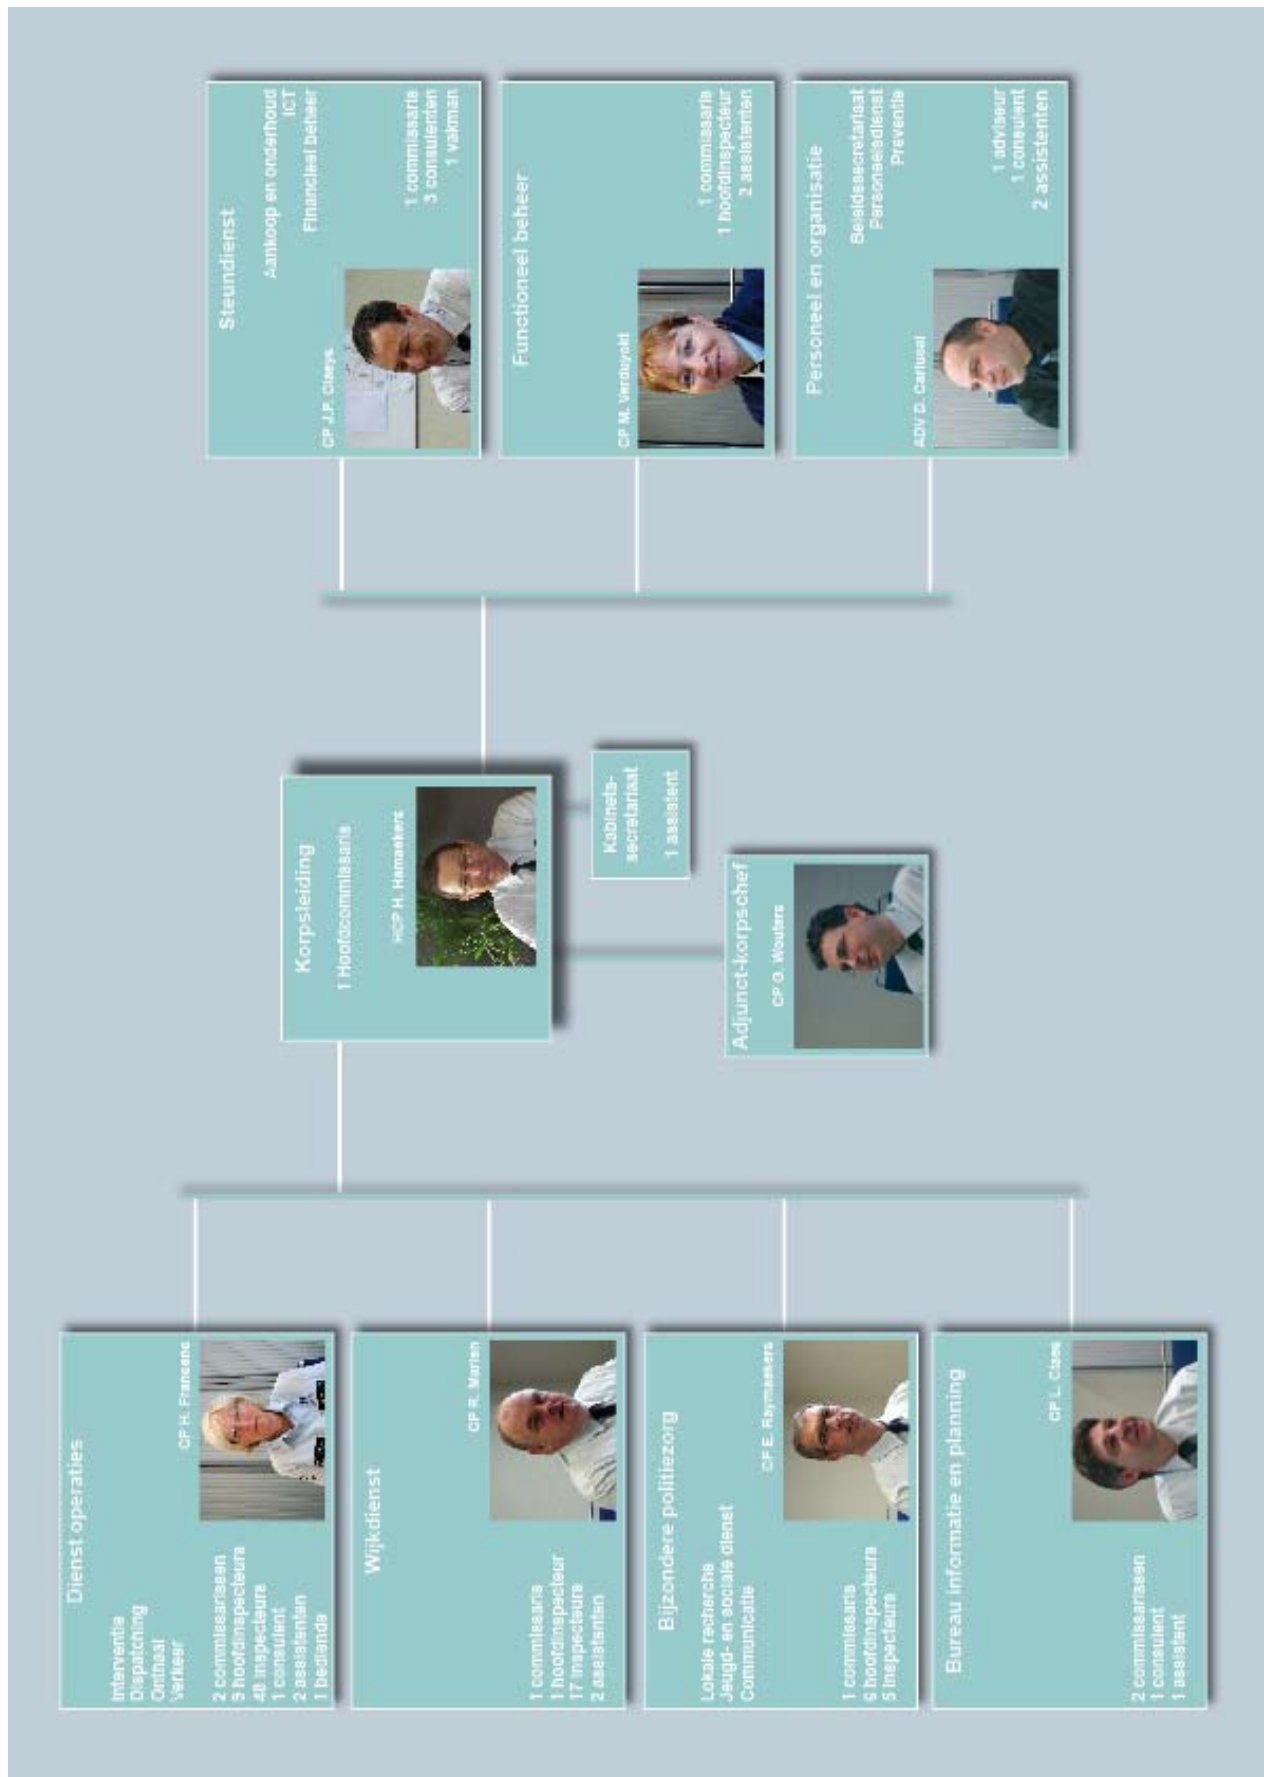 Dienst operaties
Interventie
Dispatching
Onthaal
Verkeer
CP H. Franssens
2 commissarissen
9 hoofdinspecteurs
48 inspecteurs
1 consulent
2 assistenten
1 bediende
Wijkdienst
CP R. Marien
1 commissaris
1 hoofdinspecteur
17 inspecteurs
2 assistenten
Bijzondere politiezorg
Lokale recherche
Jeugd- en sociale dienst
Communicatie
CP E. Raymaekers
1 commissaris
6 hoofdinspecteurs
5 inspecteurs
Bureau informatie en planning
CP L. Claes
2 commissarissen
1 consulent
1 assistent
Korpsleiding
1 Hoofdcommissaris
HCP H. Hamaekers
Kabinets-
secretariaat
1 assistent
Adjunct-korpschef
CP G. Wouters
Steundienst
Aankoop en onderhoud
ICT
Financieel beheer
CP J.F. Claeys
1 commissaris
3 consulenten
1 vakman
Functioneel beheer
CP M.
1 commissaris
1 hoofdinspecteur
2 assistenten
Personeel en organisatie
Beleidssecretariaat
Personeelsdienst
Preventie
ADV D.
1 adviseur
1 consulent
2 assistenten